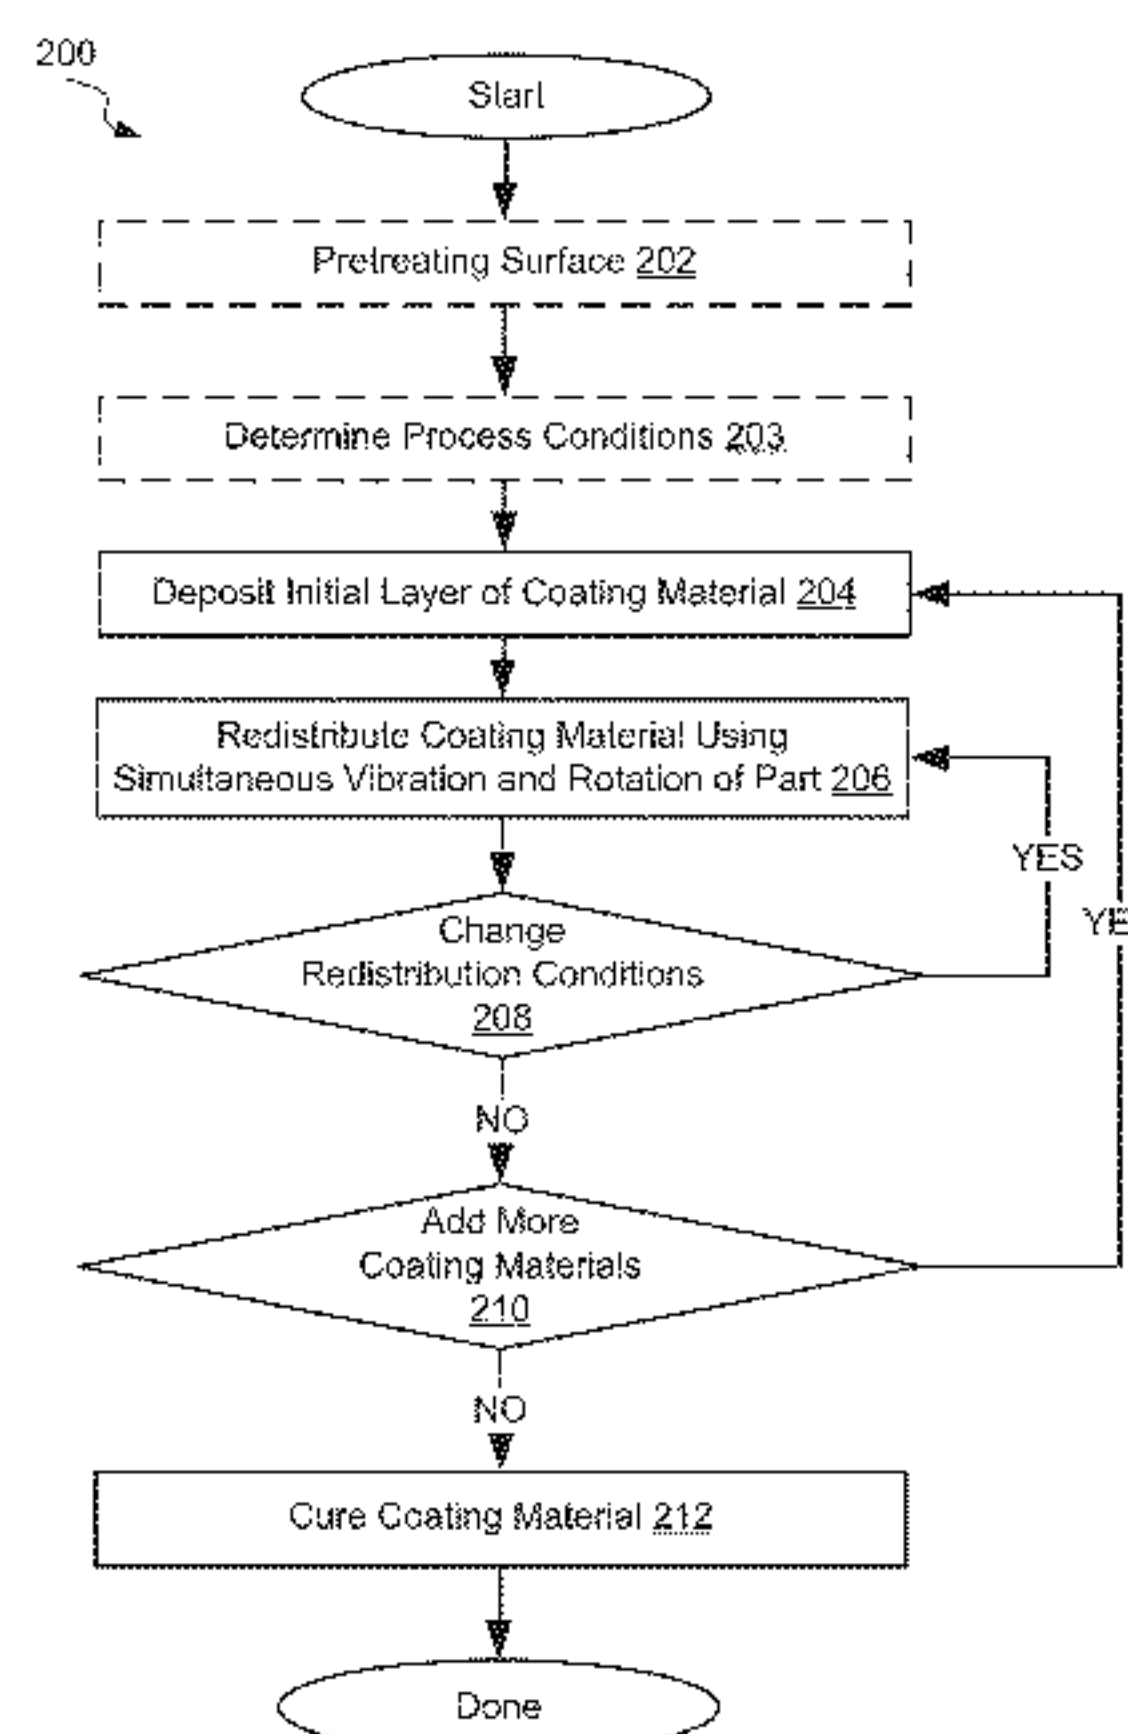 200
Start
Pretreating Surface 202
Determine Process Conditions 203
Deposit Initial Layer of Coating Material 204
Redistribute Coating Material Using
Simultaneous Vibration and Rotation of Part 206
YES
YE
Change
Redistribution Conditions
208
NO
Add More
Coating Materials
210
NO
Cure Coating Material 212
Done